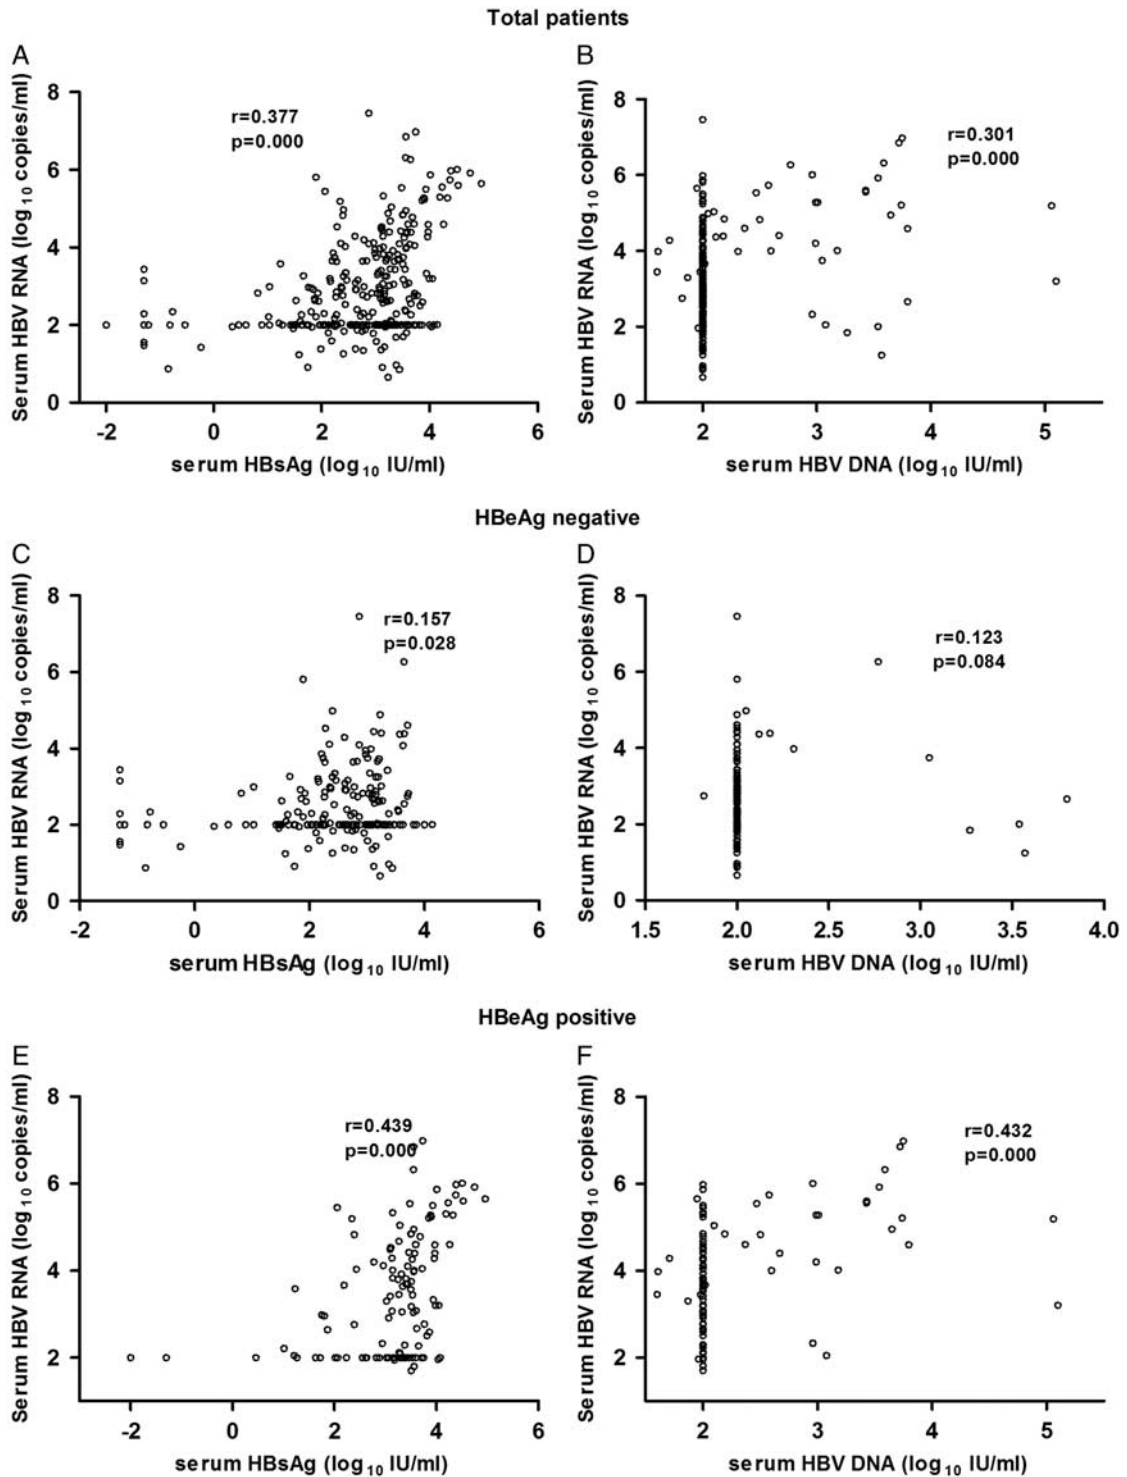 Total patients
A
Serum HBV RNA (log10 copies/ml)
8
6
4
2
0
r=0.377
p=0.000
-2 0 2 4 6
serum HBsAg (log10 IU/ml)
B
Serum HBV RNA (log10 copies/ml)
8
6
4
2
0
r=0.301
p=0.000
2 3 4 5
serum HBV DNA (log10 IU/ml)
HBeAg negative
C
Serum HBV RNA (log10 copies/ml)
8
6
4
2
0
r=0.157
p=0.028
-2 0 2 4 6
serum HBsAg (log10 IU/ml)
D
Serum HBV RNA (log10 copies/ml)
8
6
4
2
0
r=0.123
p=0.084
1.5 2.0 2.5 3.0 3.5 4.0
serum HBV DNA (log10 IU/ml)
HBeAg positive
E
Serum HBV RNA (log10 copies/ml)
8
6
4
2
r=0.439
p=0.000
-2 0 2 4 6
serum HBsAg (log10 IU/ml)
F
Serum HBV RNA (log10 copies/ml)
8
6
4
2
r=0.432
p=0.000
2 3 4 5
serum HBV DNA (log10 IU/ml)